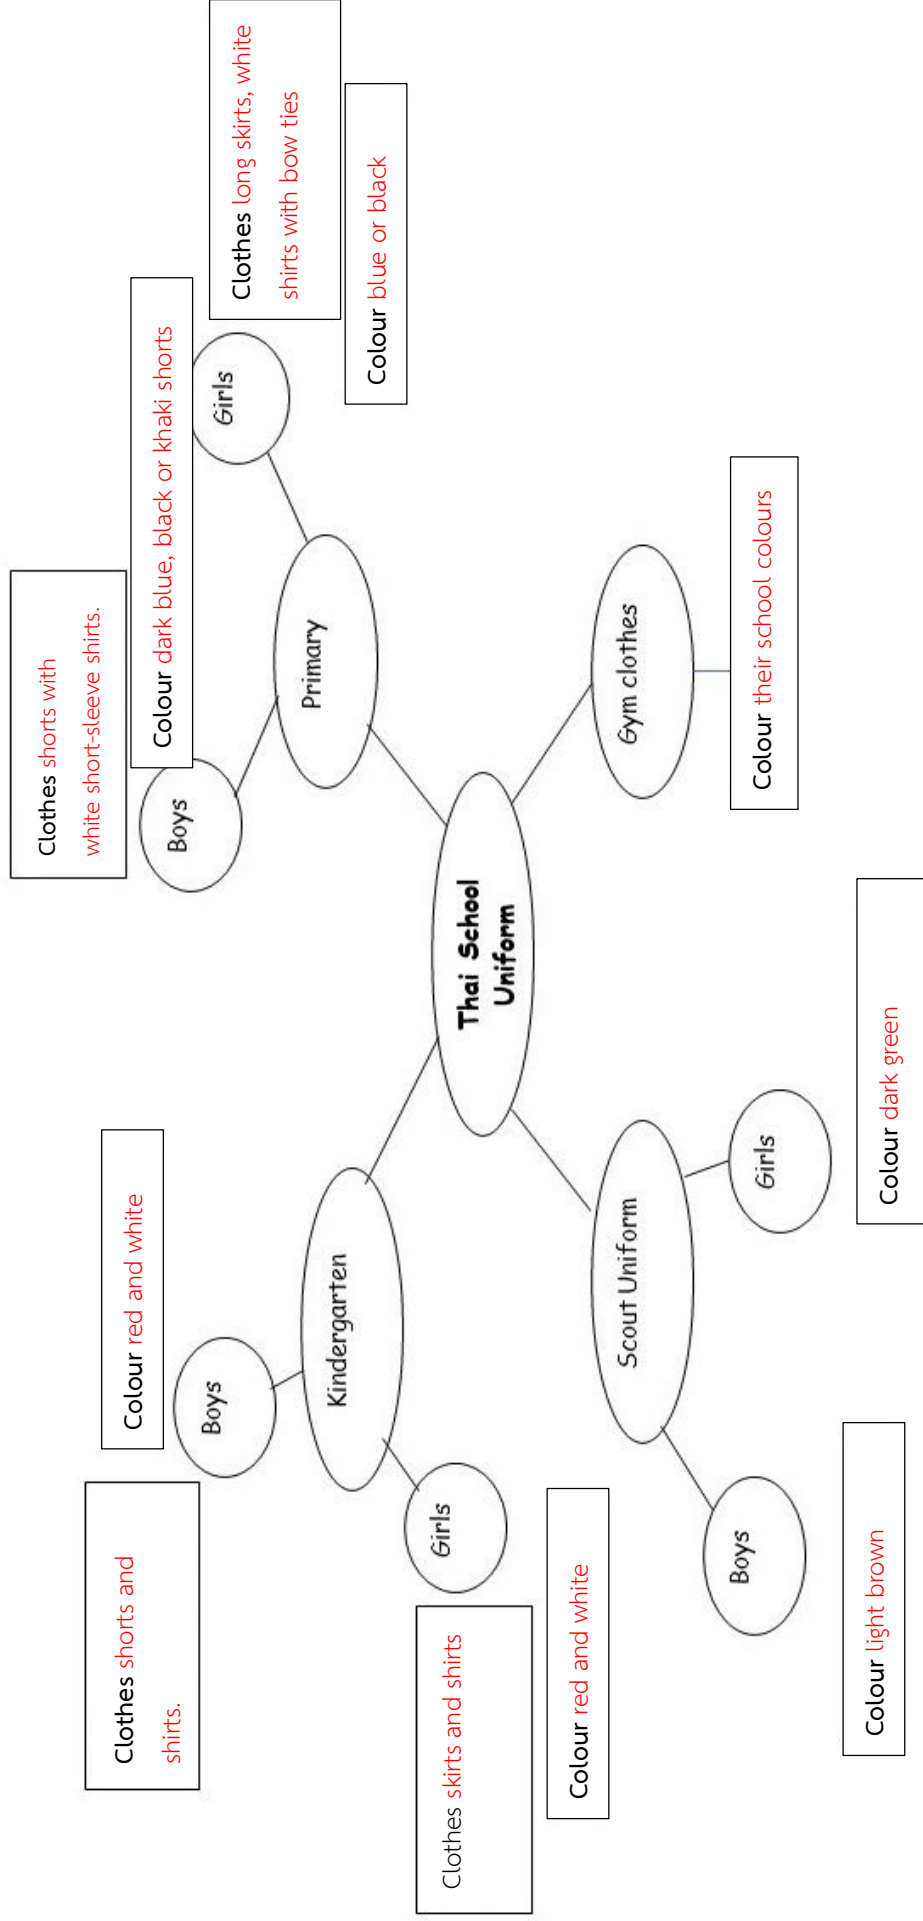 Clothes shorts and
shirts.
Colour red and white
Boys
Clothes skirts and shirts
Colour red and white
Girls
Kindergarten
Clothes shorts with
white short-sleeve shirts.
Colour dark blue, black or khaki shorts
Boys
Clothes long skirts, white
shirts with bow ties
Colour blue or black
Girls
Primary
Thai School
Uniform
Scout Uniform
Boys
Colour light brown
Girls
Colour dark green
Gym clothes
Colour their school colours